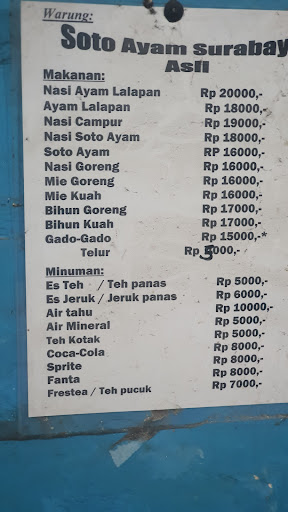 Warung:
Soto Ayam Surabay
Asli
Makanan:
Nasi Ayam Lalapan Rp 20000,-
Ayam Lalapan Rp 18000,-
Nasi Campur Rp 19000,-
Nasi Soto Ayam Rp 18000,-
Soto Ayam RP 16000,-
Nasi Goreng Rp 16000,-
Mie Goreng Rp 16000,-
Mie Kuah Rp 16000,-
Bihun Goreng Rp 17000,-
Bihun Kuah Rp 17000,-
Gado-Gado Rp 15000,-*
Telur Rp 5000,-
Minuman:
Es Teh / Teh panas Rp 5000,-
Es Jeruk / Jeruk panas Rp 6000,-
Air tahu Rp 10000,-
Air Mineral Rp 5000,-
Teh Kotak Rp 5000,-
Coca-Cola Rp 8000,-
Sprite Rp 8000,-
Fanta Rp 8000,-
Frestea / Teh pucuk Rp 7000,-